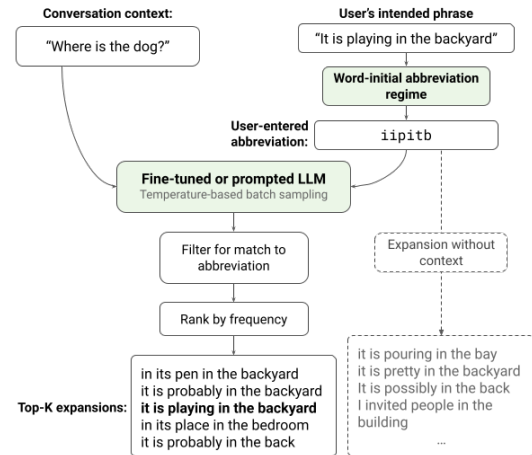 Conversation context:
User's intended phrase
“Where is the dog?”
“It is playing in the backyard”
Word-initial abbreviation
regime
User-entered
abbreviation:
iipitb
Fine-tuned or prompted LLM
Temperature-based batch sampling
Filter for match to
abbreviation
Expansion without
context
Rank by frequency
Top-K expansions:
in its pen in the backyard
it is probably in the backyard
it is playing in the backyard
in its place in the bedroom
it is probably in the back
it is pouring in the bay
it is pretty in the backyard
It is possibly in the back
I invited people in the
building
...